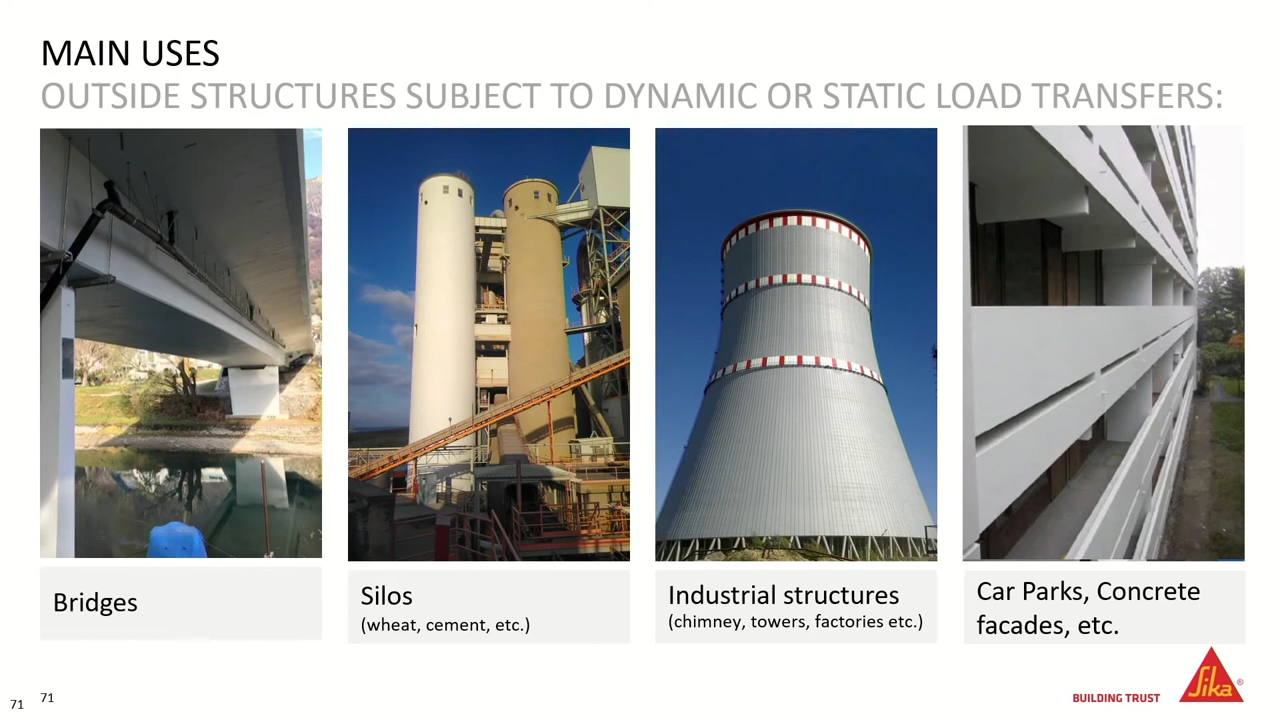 MAIN USES
OUTSIDE STRUCTURES SUBJECT TO DYNAMIC OR STATIC LOAD TRANSFERS:
Bridges
Silos
(wheat, cement, etc.)
Industrial structures
(chimney, towers, factories etc.)
Car Parks, Concrete
facades, etc.
71
71
BUILDING TRUST
Sika®